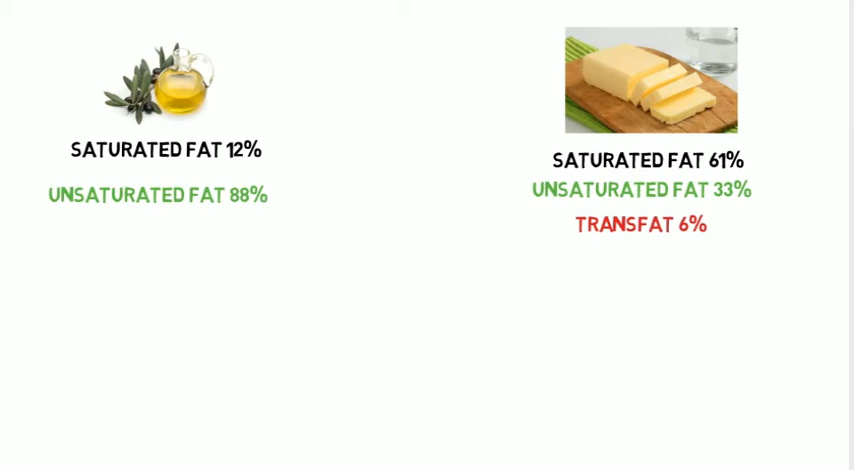 SATURATED FAT 12%
UNSATURATED FAT 88%
SATURATED FAT 61%
UNSATURATED FAT 33%
TRANSFAT 6%